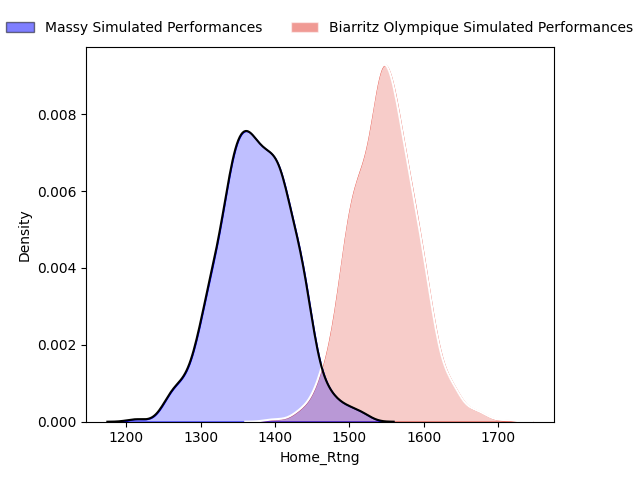 Massy Simulated Performances Biarritz Olympique Simulated Performances
0.008
0.006
0.004
0.002
0.000
Density
1200 1300 1400 1500 1600 1700
Home_Rtng